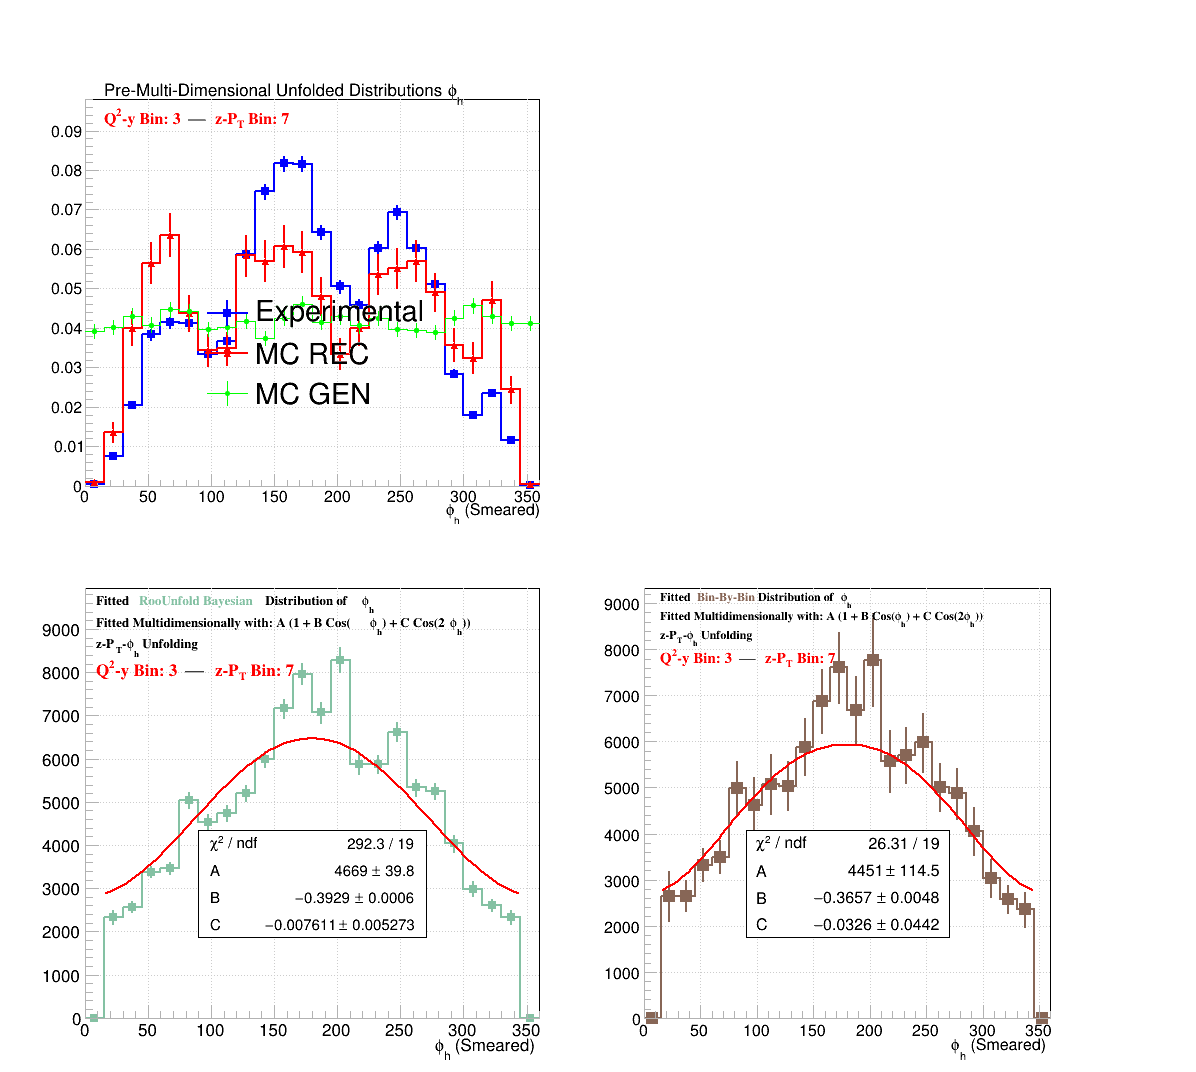 Pre-Multi-Dimensional Unfolded Distributions ϕh
Q2-y Bin: 3 — z-PT Bin: 7
0.09
0.08
0.07
0.06
0.05
0.04
0.03
0.02
0.01
0
Experimental
MC REC
MC GEN
0 50 100 150 200 250 300 350
ϕh (Smeared)
Fitted RooUnfold Bayesian Distribution of ϕh
Fitted Multidimensionally with: A (1 + B Cos( ϕh) + C Cos(2 ϕh))
z-PT-ϕh Unfolding
Q2-y Bin: 3 — z-PT Bin: 7
9000
8000
7000
6000
5000
4000
3000
2000
1000
0
χ2 / ndf 292.3 / 19
A 4669 ± 39.8
B −0.3929 ± 0.0006
C −0.007611 ± 0.005273
0 50 100 150 200 250 300 350
ϕh (Smeared)
Fitted Bin-By-Bin Distribution of ϕh
Fitted Multidimensionally with: A (1 + B Cos(ϕh) + C Cos(2ϕh))
z-PT-ϕh Unfolding
Q2-y Bin: 3 — z-PT Bin: 7
9000
8000
7000
6000
5000
4000
3000
2000
1000
0
χ2 / ndf 26.31 / 19
A 4451 ± 114.5
B −0.3657 ± 0.0048
C −0.0326 ± 0.0442
0 50 100 150 200 250 300 350
ϕh (Smeared)